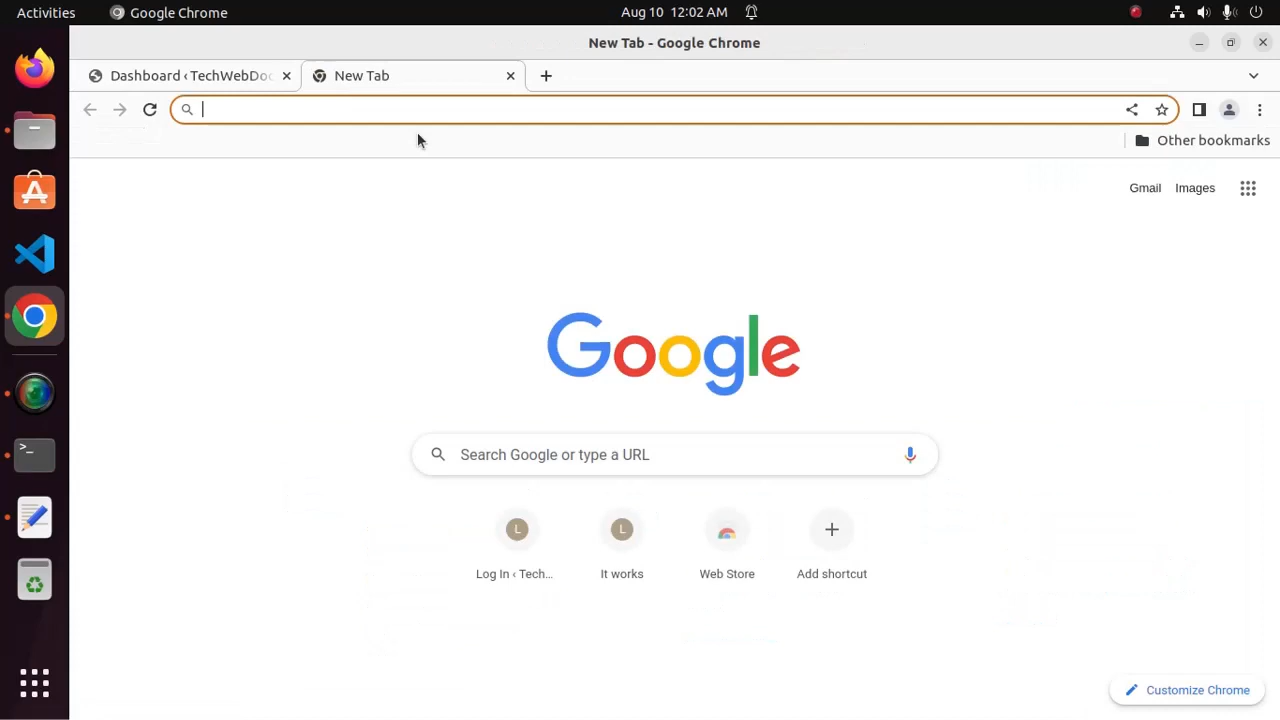 Activities
Google Chrome
Aug 10 12:02 AM
New Tab - Google Chrome
Dashboard ‹ TechWebDoc
New Tab
Other bookmarks
Gmail
Images
Google
Search Google or type a URL
L
L
Log In ‹ Tech...
It works
Web Store
Add shortcut
Customize Chrome